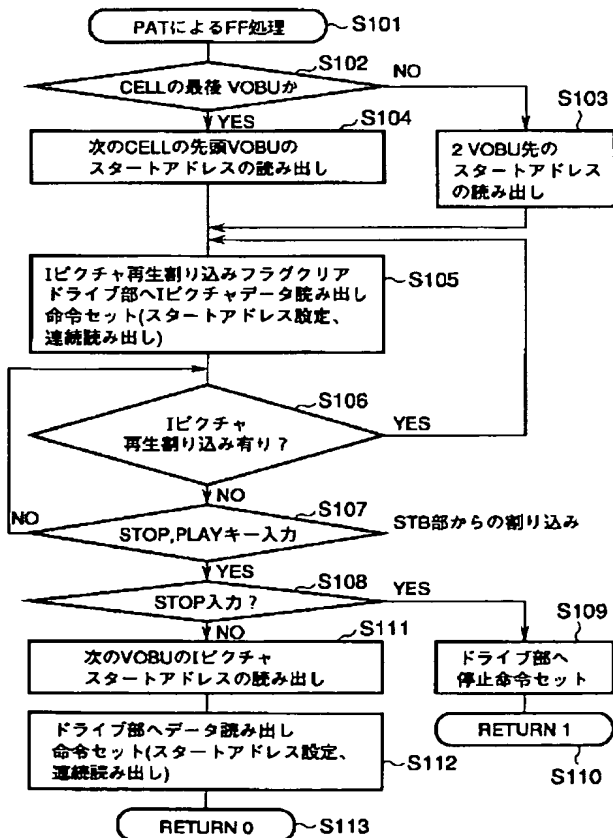 PATによるFF処理
S101
S102
CELLの最後 VOBUか
NO
YES
S104
S103
次のCELLの先頭VOBUの
スタートアドレスの読み出し
2 VOBU先の
スタートアドレス
の読み出し
Iピクチャ再生割り込みフラグクリア
ドライブ部へIピクチャデータ読み出し
命令セット(スタートアドレス設定、
連続読み出し)
S105
S106
Iピクチャ
再生割り込み有り?
YES
NO
S107
NO
STOP,PLAYキー入力
STB部からの割り込み
YES
S108
STOP入力?
YES
NO
S111
S109
次のVOBUのIピクチャ
スタートアドレスの読み出し
ドライブ部へ
停止命令セット
ドライブ部へデータ読み出し
命令セット(スタートアドレス設定、
連続読み出し)
S112
RETURN 1
S110
RETURN 0
S113